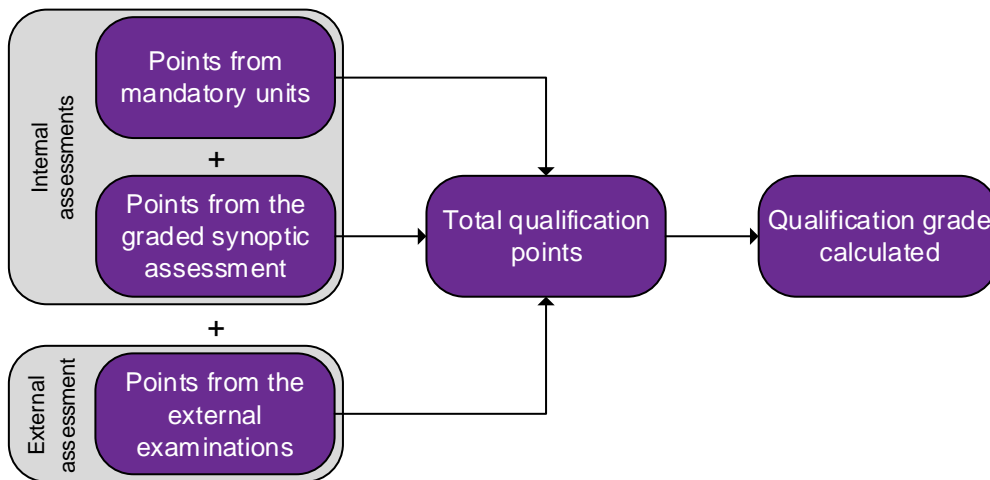 Internal
assessments
Points from
mandatory units
+
Points from the
graded synoptic
assessment
+
External
assessment
Points from the
external
examinations
Total qualification
points
Qualification grade
calculated